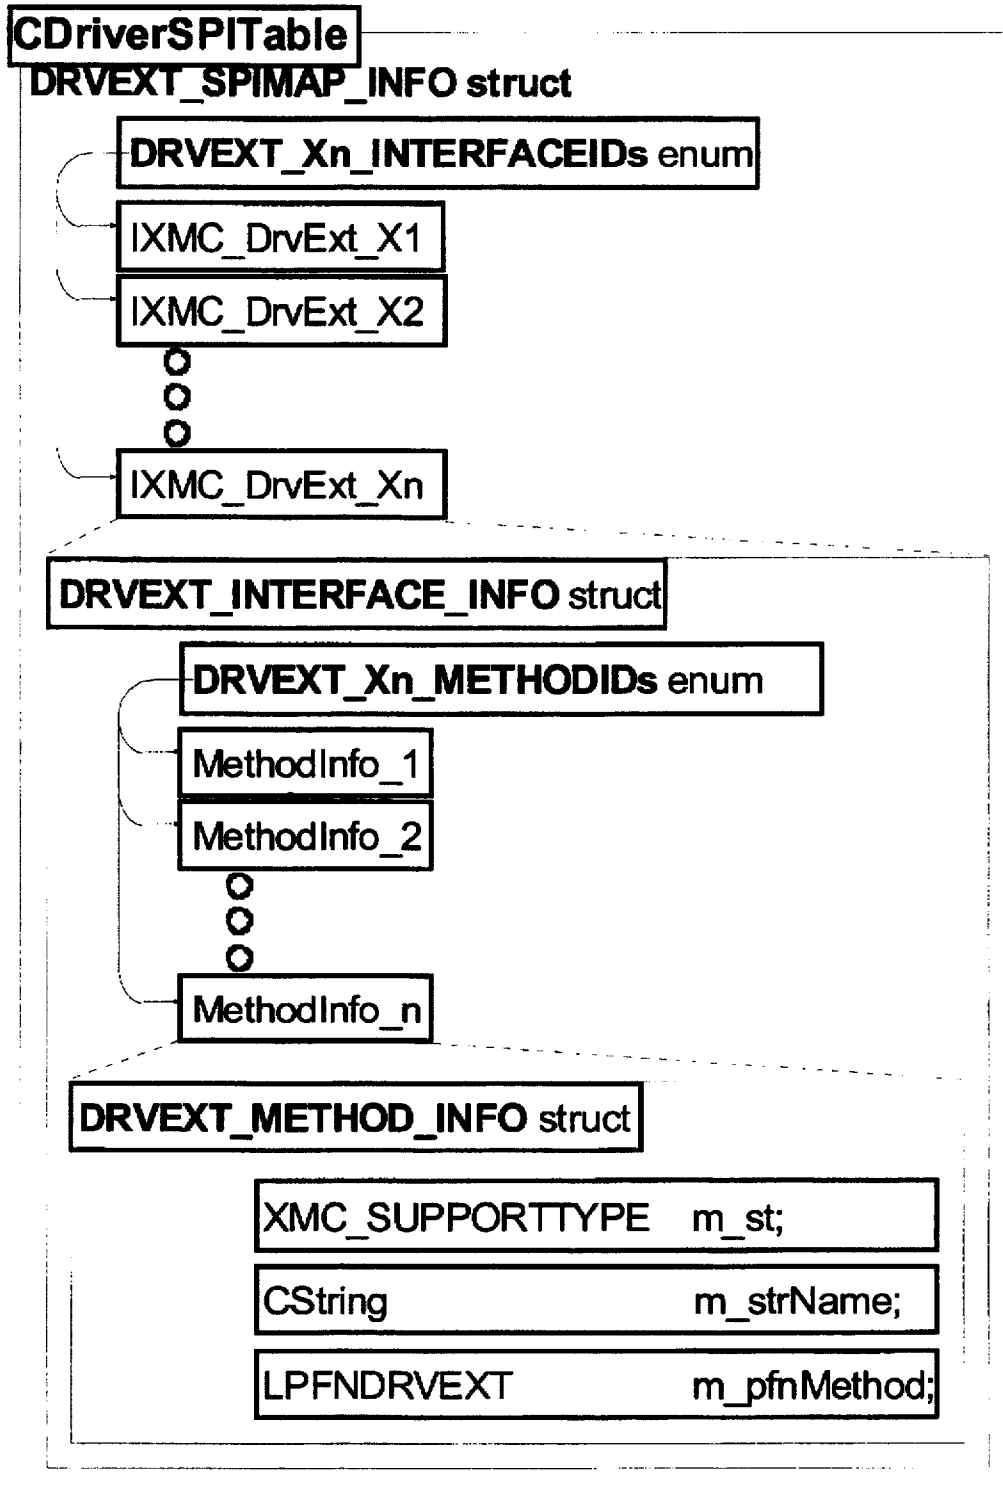 CDriverSPITable
DRVEXT_SPIMAP_INFO struct
DRVEXT_Xn_INTERFACEIDs enum
IXMC_DrvExt_X1
IXMC_DrvExt_X2
IXMC_DrvExt_Xn
DRVEXT_INTERFACE_INFO struct
DRVEXT_Xn_METHODIDs enum
MethodInfo_1
MethodInfo_2
MethodInfo_n
DRVEXT_METHOD_INFO struct
XMC_SUPPORTTYPE m_st;
CString m_strName;
LPFNDRVEXT m_pfnMethod;